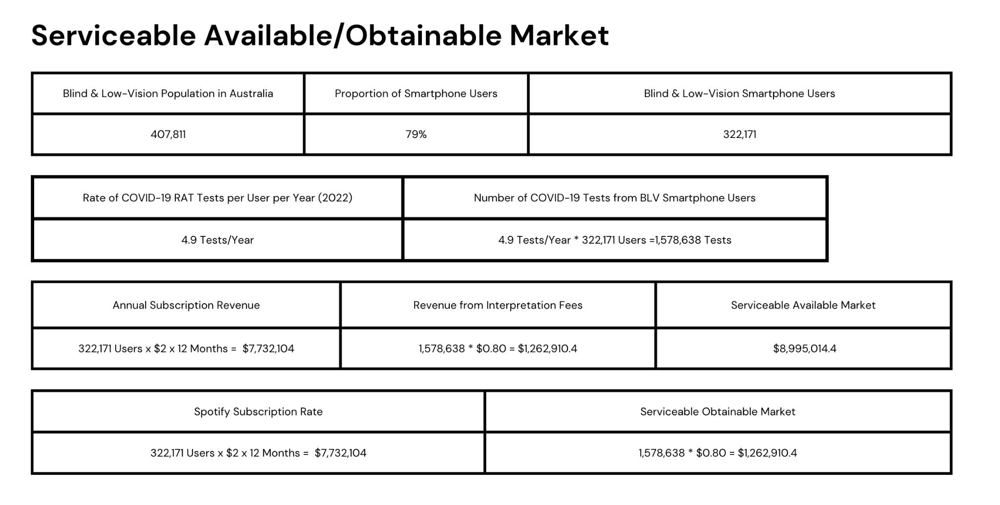 Serviceable Available/Obtainable Market
Blind & Low-Vision Population in Australia
Proportion of Smartphone Users
Blind & Low-Vision Smartphone Users
407,811
79%
322,171
Rate of COVID-19 RAT Tests per User per Year (2022)
Number of COVID-19 Tests from BLV Smartphone Users
4.9 Tests/Year
4.9 Tests/Year * 322,171 Users =1,578,638 Tests
Annual Subscription Revenue
Revenue from Interpretation Fees
Serviceable Available Market
322,171 Users x $2 x 12 Months =  $7,732,104
1,578,638 * $0.80 = $1,262,910.4
$8,995,014.4
Spotify Subscription Rate
Serviceable Obtainable Market
322,171 Users x $2 x 12 Months =  $7,732,104
1,578,638 * $0.80 = $1,262,910.4